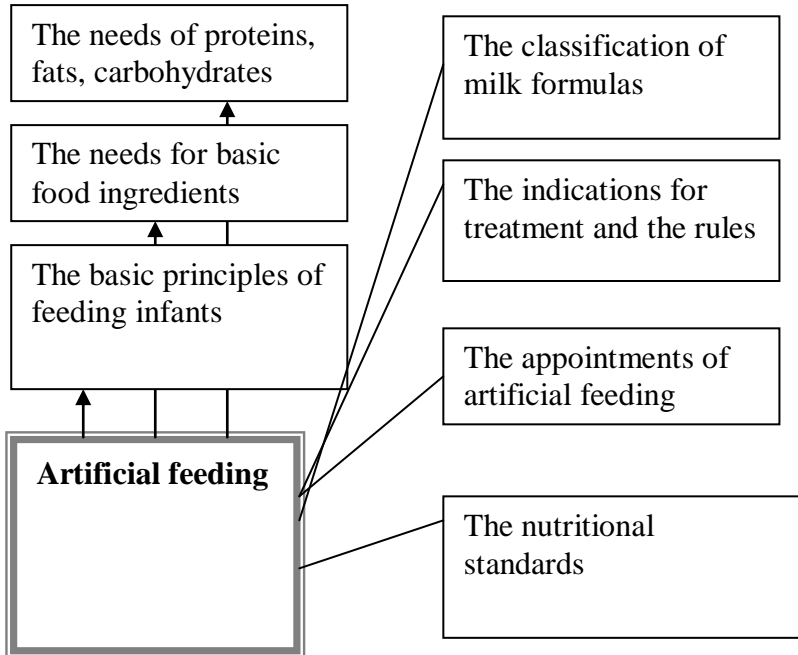 The needs of proteins,
fats, carbohydrates
The needs for basic
food ingredients
The basic principles of
feeding infants
Artificial feeding
The classification of
milk formulas
The indications for
treatment and the rules
The appointments of
artificial feeding
The nutritional
standards